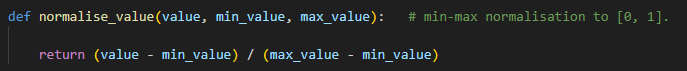 def normalise_value(value, min_value, max_value):   # min-max normalisation to [0, 1].
    return (value - min_value) / (max_value - min_value)